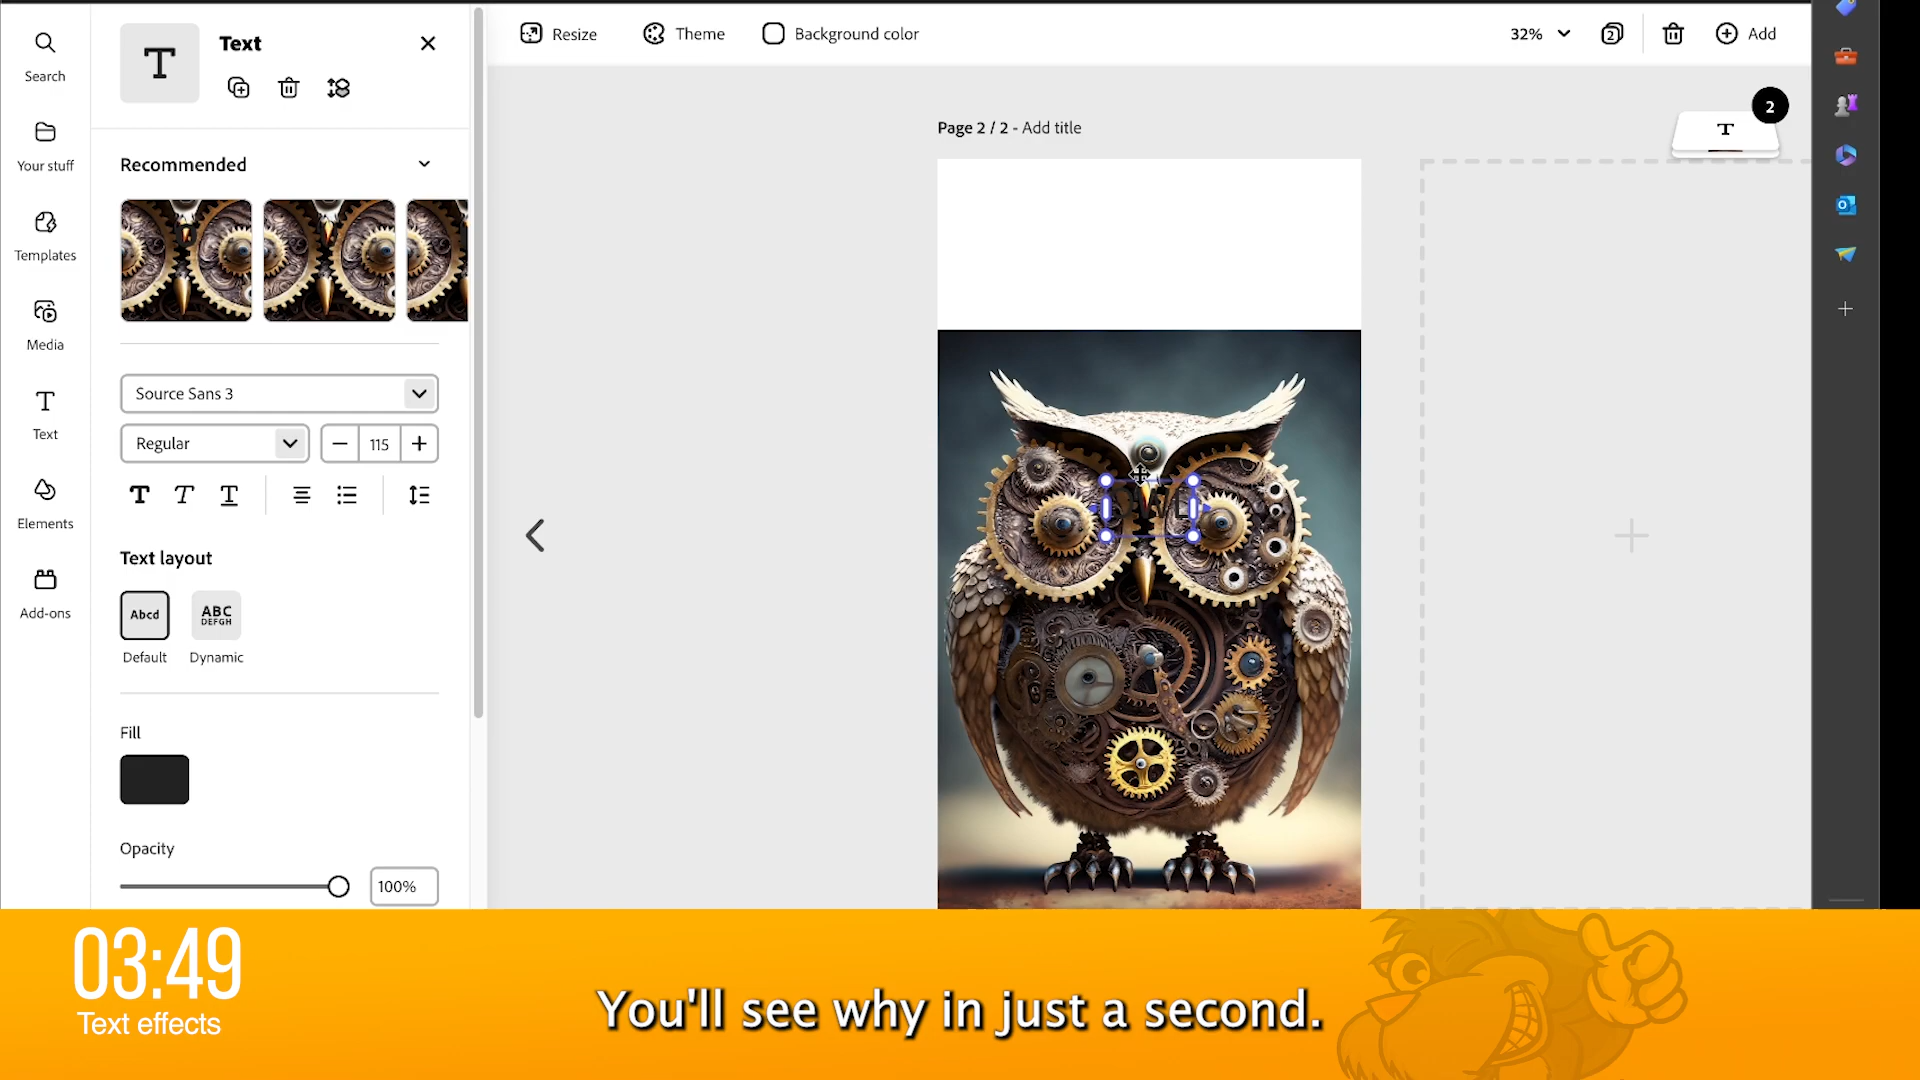 Search
Your stuff
Templates
Media
Text
Elements
Add-ons
T
Text
Recommended
Source Sans 3
Regular
115
T T T
Text layout
Abcd
ABC
DEFGH
Default
Dynamic
Fill
Opacity
100%
Resize
Theme
Background color
32%
2
Add
Page 2 / 2 - Add title
2
T
OWL
03:49
Text effects
You'll see why in just a second.